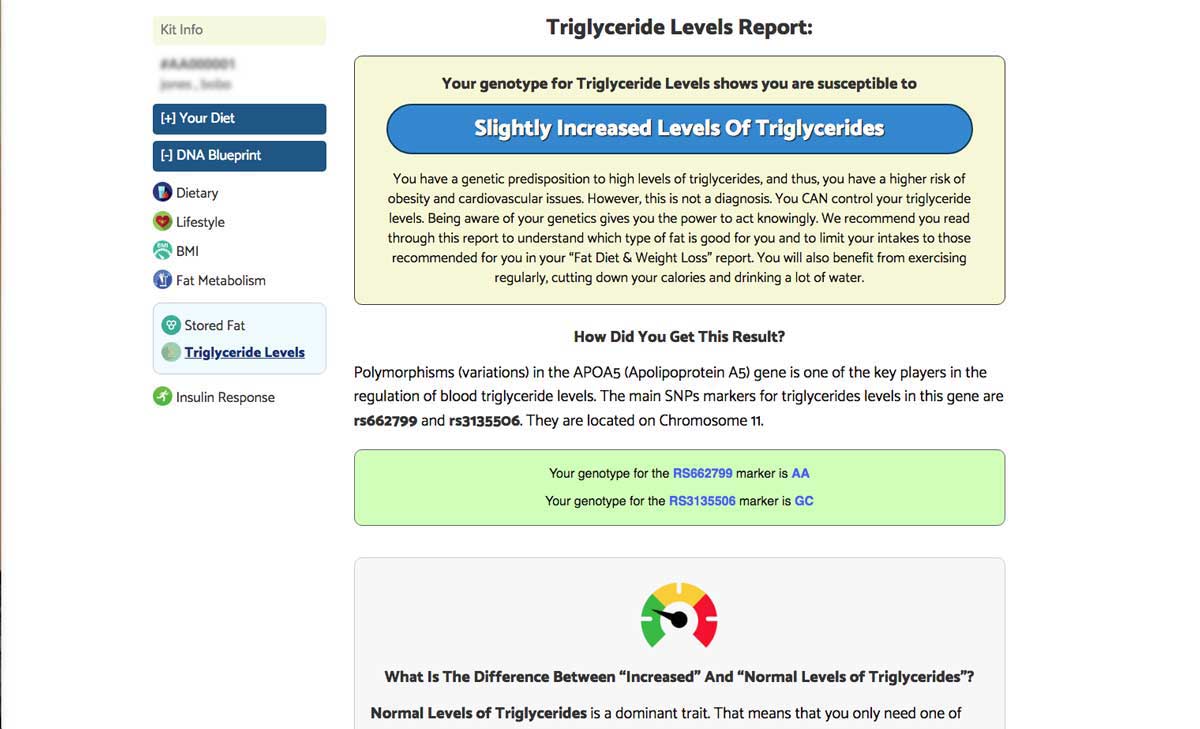 Kit Info
[+] Your Diet
[-] DNA Blueprint
Dietary
Lifestyle
BMI
BMI
Fat Metabolism
Stored Fat
Triglyceride Levels
Insulin Response
Triglyceride Levels Report:
Your genotype for Triglyceride Levels shows you are susceptible to
Slightly Increased Levels Of Triglycerides
You have a genetic predisposition to high levels of triglycerides, and thus, you have a higher risk of
obesity and cardiovascular issues. However, this is not a diagnosis. You CAN control your triglyceride
levels. Being aware of your genetics gives you the power to act knowingly. We recommend you read
through this report to understand which type of fat is good for you and to limit your intakes to those
recommended for you in your “Fat Diet & Weight Loss” report. You will also benefit from exercising
regularly, cutting down your calories and drinking a lot of water.
How Did You Get This Result?
Polymorphisms (variations) in the APOA5 (Apolipoprotein A5) gene is one of the key players in the
regulation of blood triglyceride levels. The main SNPs markers for triglycerides levels in this gene are
rs662799 and rs3135506. They are located on Chromosome 11.
Your genotype for the RS662799 marker is AA
Your genotype for the RS3135506 marker is GC
What Is The Difference Between “Increased” And “Normal Levels of Triglycerides”?
Normal Levels of Triglycerides is a dominant trait. That means that you only need one of